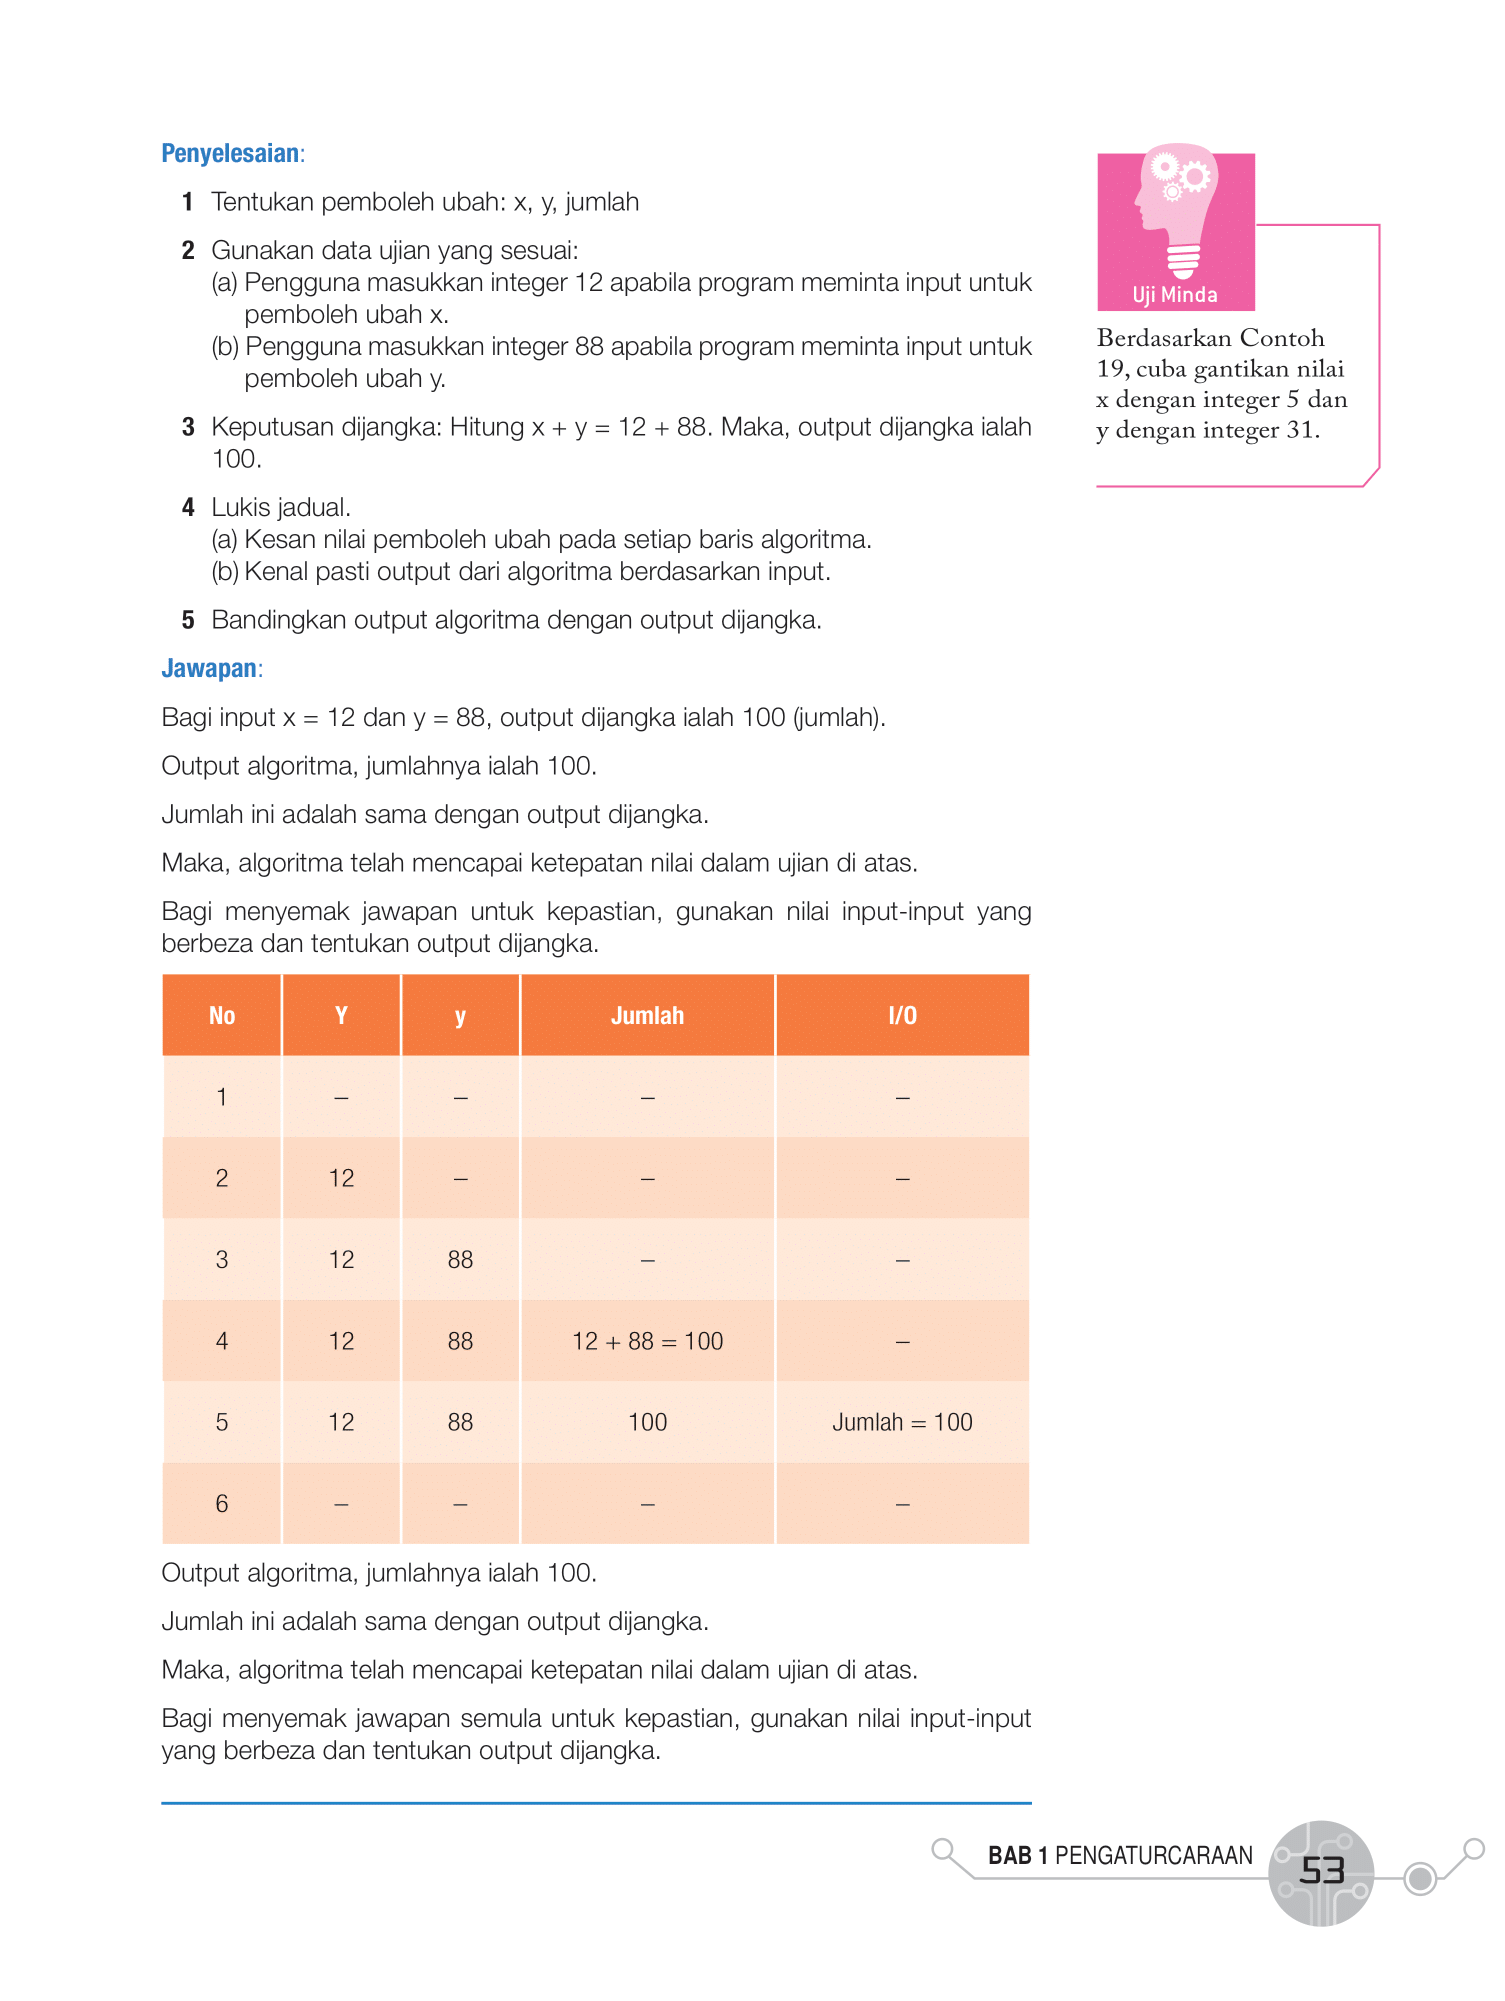 Penyelesaian:
1 Tentukan pemboleh ubah: x, y, jumlah
2 Gunakan data ujian yang sesuai:
(a) Pengguna masukkan integer 12 apabila program meminta input untuk
pemboleh ubah x.
(b) Pengguna masukkan integer 88 apabila program meminta input untuk
pemboleh ubah y.
3 Keputusan dijangka: Hitung x + y = 12 + 88. Maka, output dijangka ialah
100.
4 Lukis jadual.
(a) Kesan nilai pemboleh ubah pada setiap baris algoritma.
(b) Kenal pasti output dari algoritma berdasarkan input.
5 Bandingkan output algoritma dengan output dijangka.
Uji Minda
Berdasarkan Contoh
19, cuba gantikan nilai
x dengan integer 5 dan
y dengan integer 31.
Jawapan:
Bagi input x = 12 dan y = 88, output dijangka ialah 100 (jumlah).
Output algoritma, jumlahnya ialah 100.
Jumlah ini adalah sama dengan output dijangka.
Maka, algoritma telah mencapai ketepatan nilai dalam ujian di atas.
Bagi menyemak jawapan untuk kepastian, gunakan nilai input-input yang
berbeza dan tentukan output dijangka.
No Y y Jumlah I/O
1 – – – –
2 12 – – –
3 12 88 – –
4 12 88 12 + 88 = 100 –
5 12 88 100 Jumlah = 100
6 – – – –
Output algoritma, jumlahnya ialah 100.
Jumlah ini adalah sama dengan output dijangka.
Maka, algoritma telah mencapai ketepatan nilai dalam ujian di atas.
Bagi menyemak jawapan semula untuk kepastian, gunakan nilai input-input
yang berbeza dan tentukan output dijangka.
BAB 1 PENGATURCARAAN 53